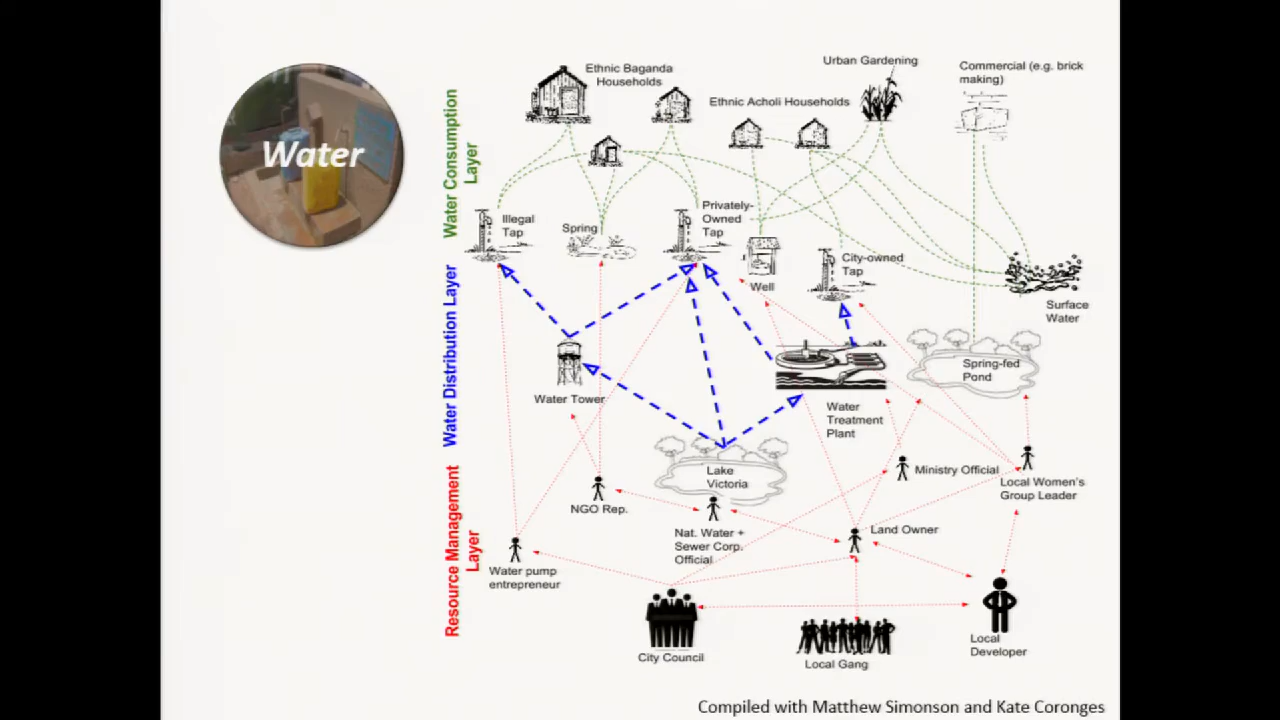 Water
Water Consumption
Layer
Water Distribution Layer
Resource Management
Layer
Ethnic Baganda
Households
Urban Gardening
Commercial (e.g. brick
making)
Ethnic Acholi Households
Illegal
Tap
Spring
Privately-
Owned
Tap
Well
City-owned
Tap
Surface
Water
Water Tower
Water
Treatment
Plant
Spring-fed
Pond
Lake
Victoria
Ministry Official
Local Women's
Group Leader
NGO Rep.
Nat. Water +
Sewer Corp.
Official
Land Owner
Water pump
entrepreneur
City Council
Local Gang
Local
Developer
Compiled with Matthew Simonson and Kate Coronges